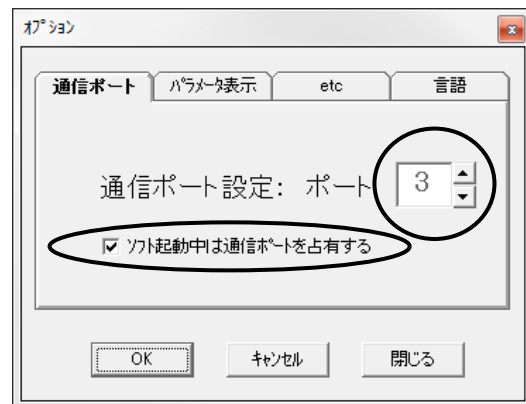 ｵﾌﾟｼｮﾝ
通信ポート ﾊﾟﾗﾒｰﾀ表示 etc 言語
通信ポート設定: ポート 3
ｿﾌﾄ起動中は通信ﾎﾟｰﾄを占有する
OK ｷｬﾝｾﾙ 閉じる